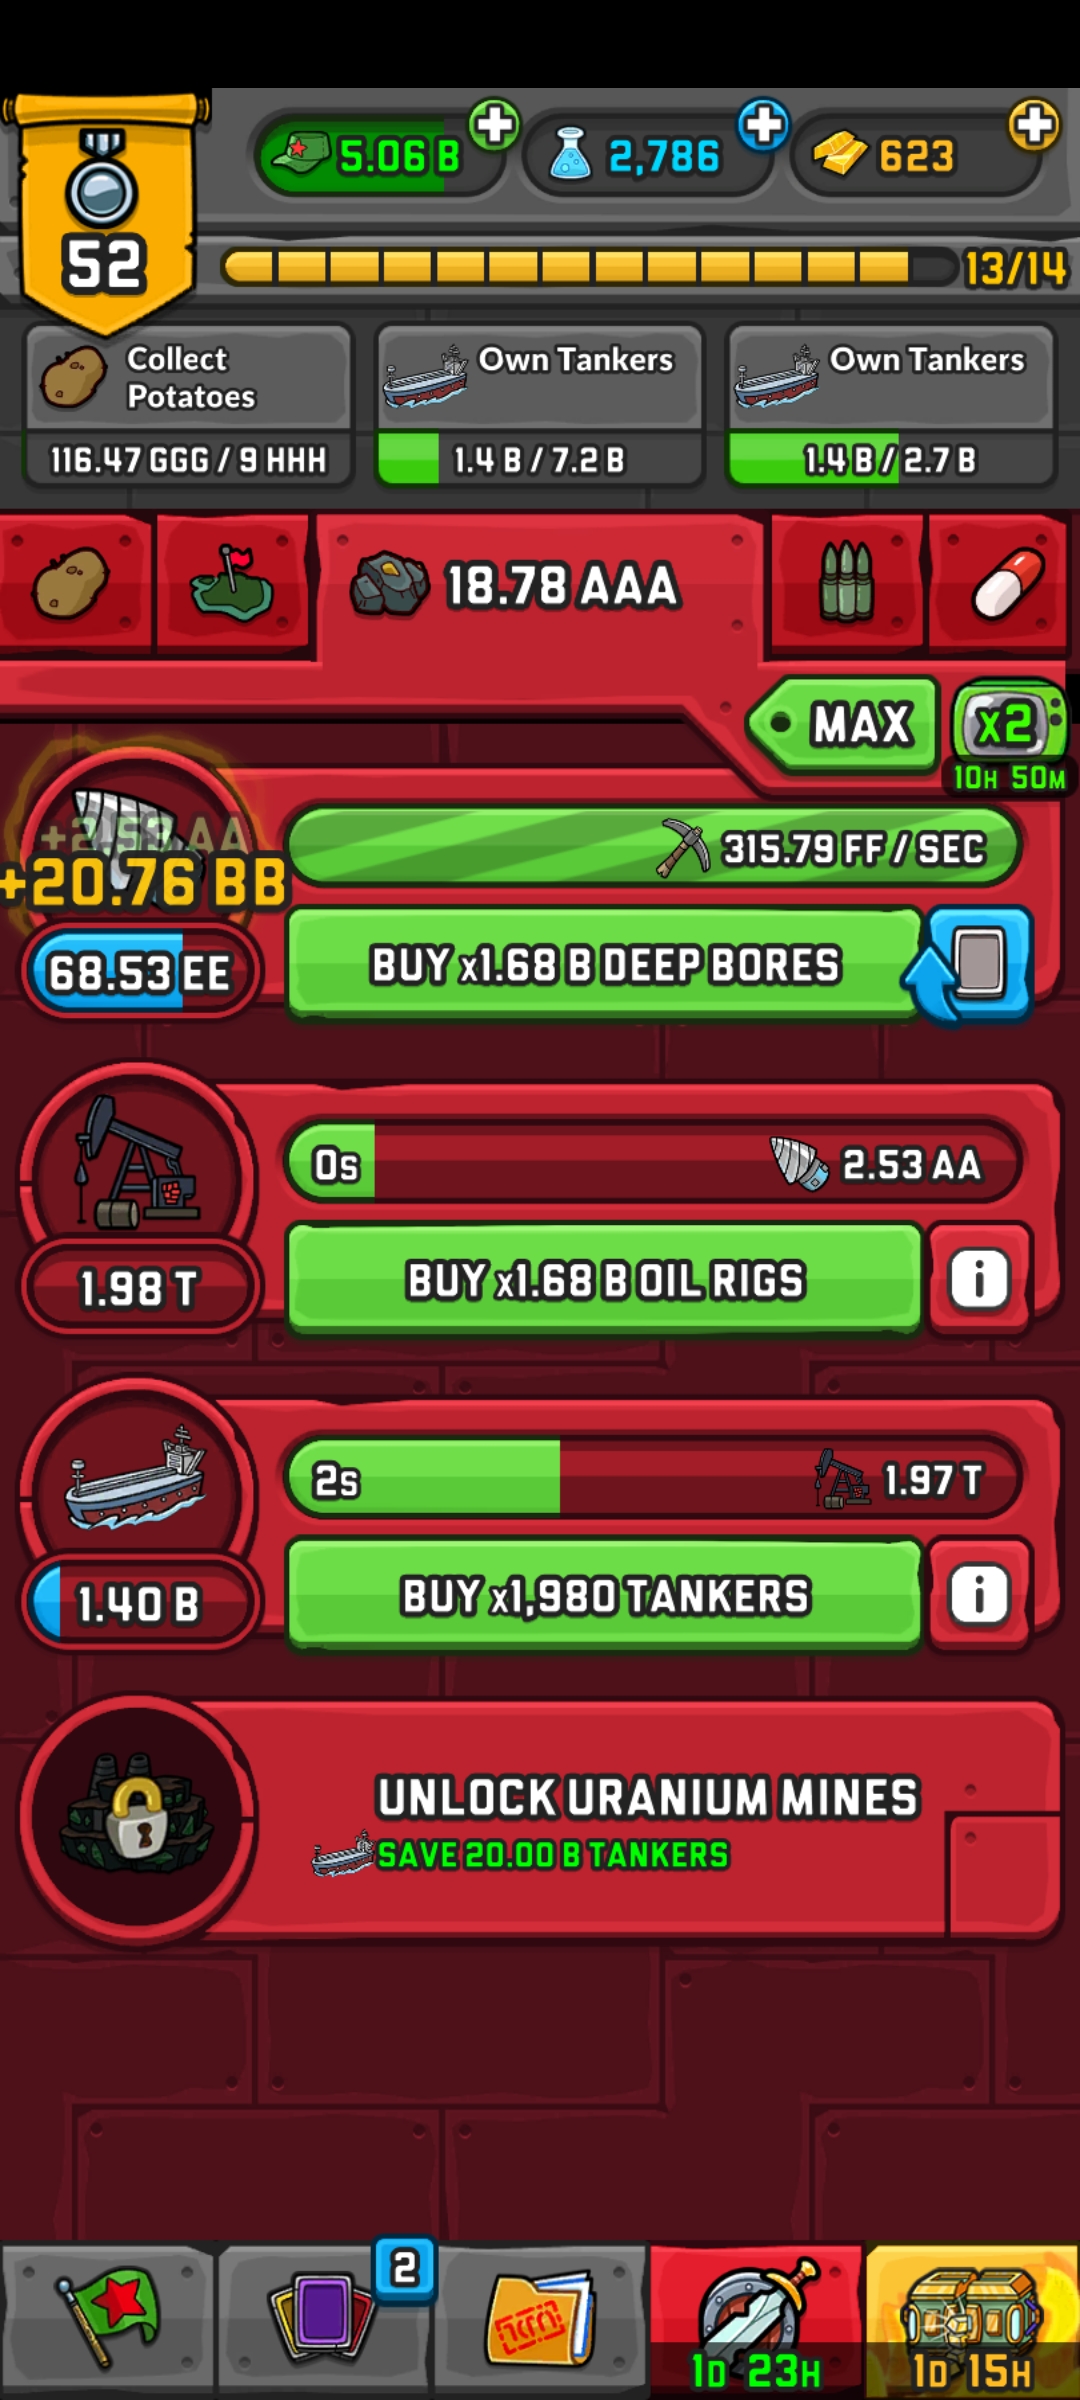 5.06 B
2,786
623
52
13/14
Collect
Potatoes
116.47 GGG / 9 HHH
Own Tankers
1.4 B / 7.2 B
Own Tankers
1.4 B / 2.7 B
18.78 AAA
MAX
x2
10H 50M
+2.53 AA
+20.76 BB
315.79 FF / SEC
68.53 EE
BUY x1.68 B DEEP BORES
0s
2.53 AA
1.98 T
BUY x1.68 B OIL RIGS
i
2s
1.97 T
1.40 B
BUY x1,980 TANKERS
i
UNLOCK URANIUM MINES
SAVE 20.00 B TANKERS
2
1D 23H
1D 15H